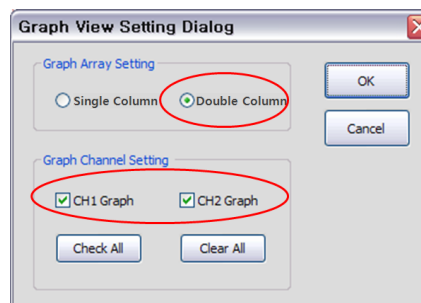 Graph View Setting Dialog
Graph Array Setting
Single Column Double Column
OK
Cancel
Graph Channel Setting
CH1 Graph CH2 Graph
Check All Clear All